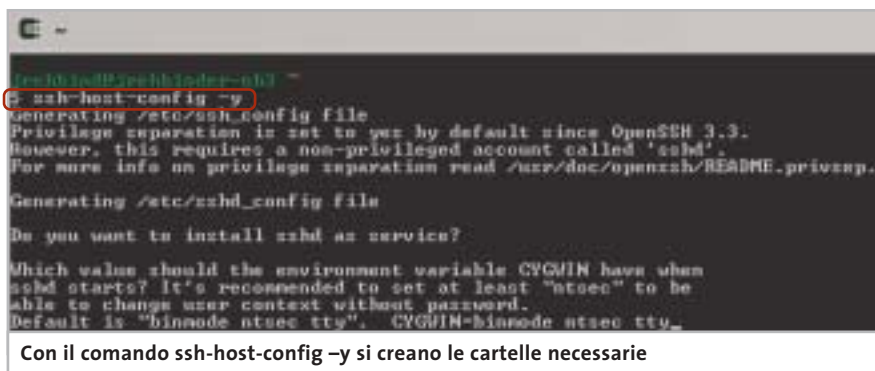 ~
~
$ ssh-host-config -y
Generating /etc/ssh_config file
Privilege separation is set to yes by default since OpenSSH 3.3.
However, this requires a non-privileged account called 'sshd'.
For more info on privilege separation read /usr/doc/openssh/README.privsep.
Generating /etc/sshd_config file
Do you want to install sshd as service?
Which value should the environment variable CYGWIN have when
sshd starts? It's recommended to set at least "ntsec" to be
able to change user context without password.
Default is "binmode ntsec tty". CYGWIN=binmode ntsec tty_
Con il comando ssh-host-config –y si creano le cartelle necessarie